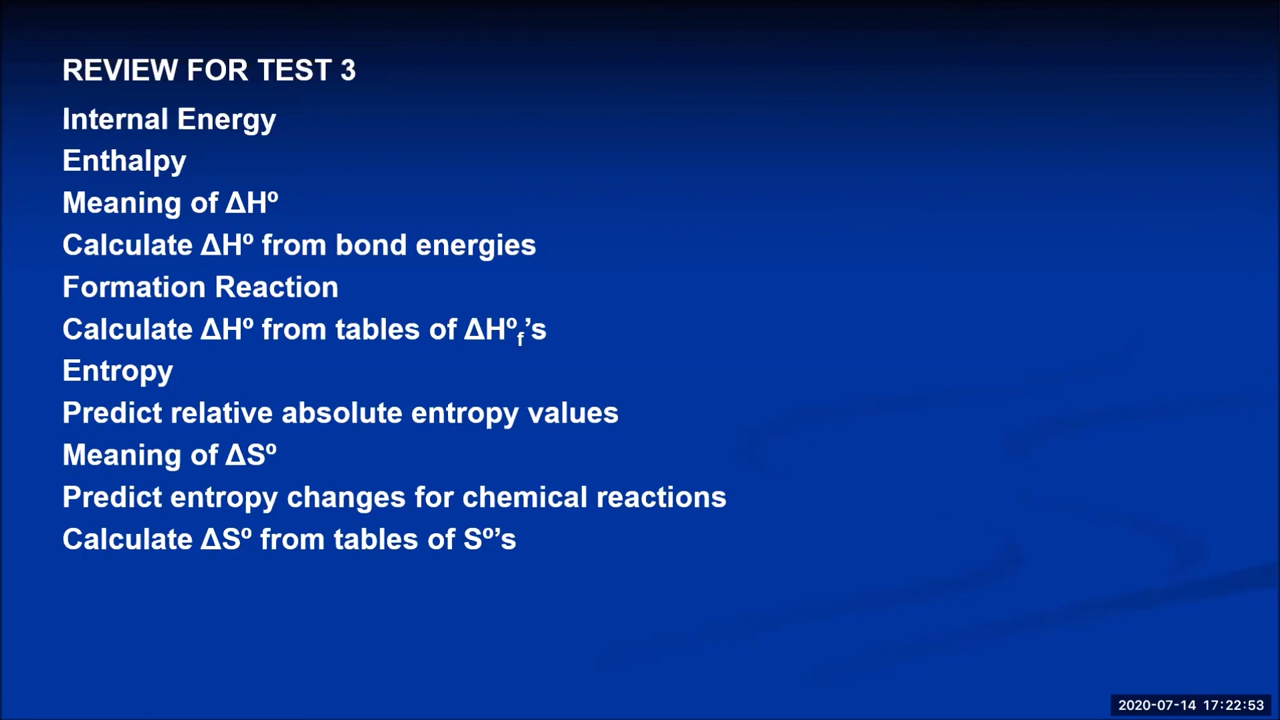 REVIEW FOR TEST 3
Internal Energy
Enthalpy
Meaning of ΔHº
Calculate ΔHº from bond energies
Formation Reaction
Calculate ΔHº from tables of ΔHºf’s
Entropy
Predict relative absolute entropy values
Meaning of ΔSº
Predict entropy changes for chemical reactions
Calculate ΔSº from tables of Sº’s
2020-07-14 17:22:53